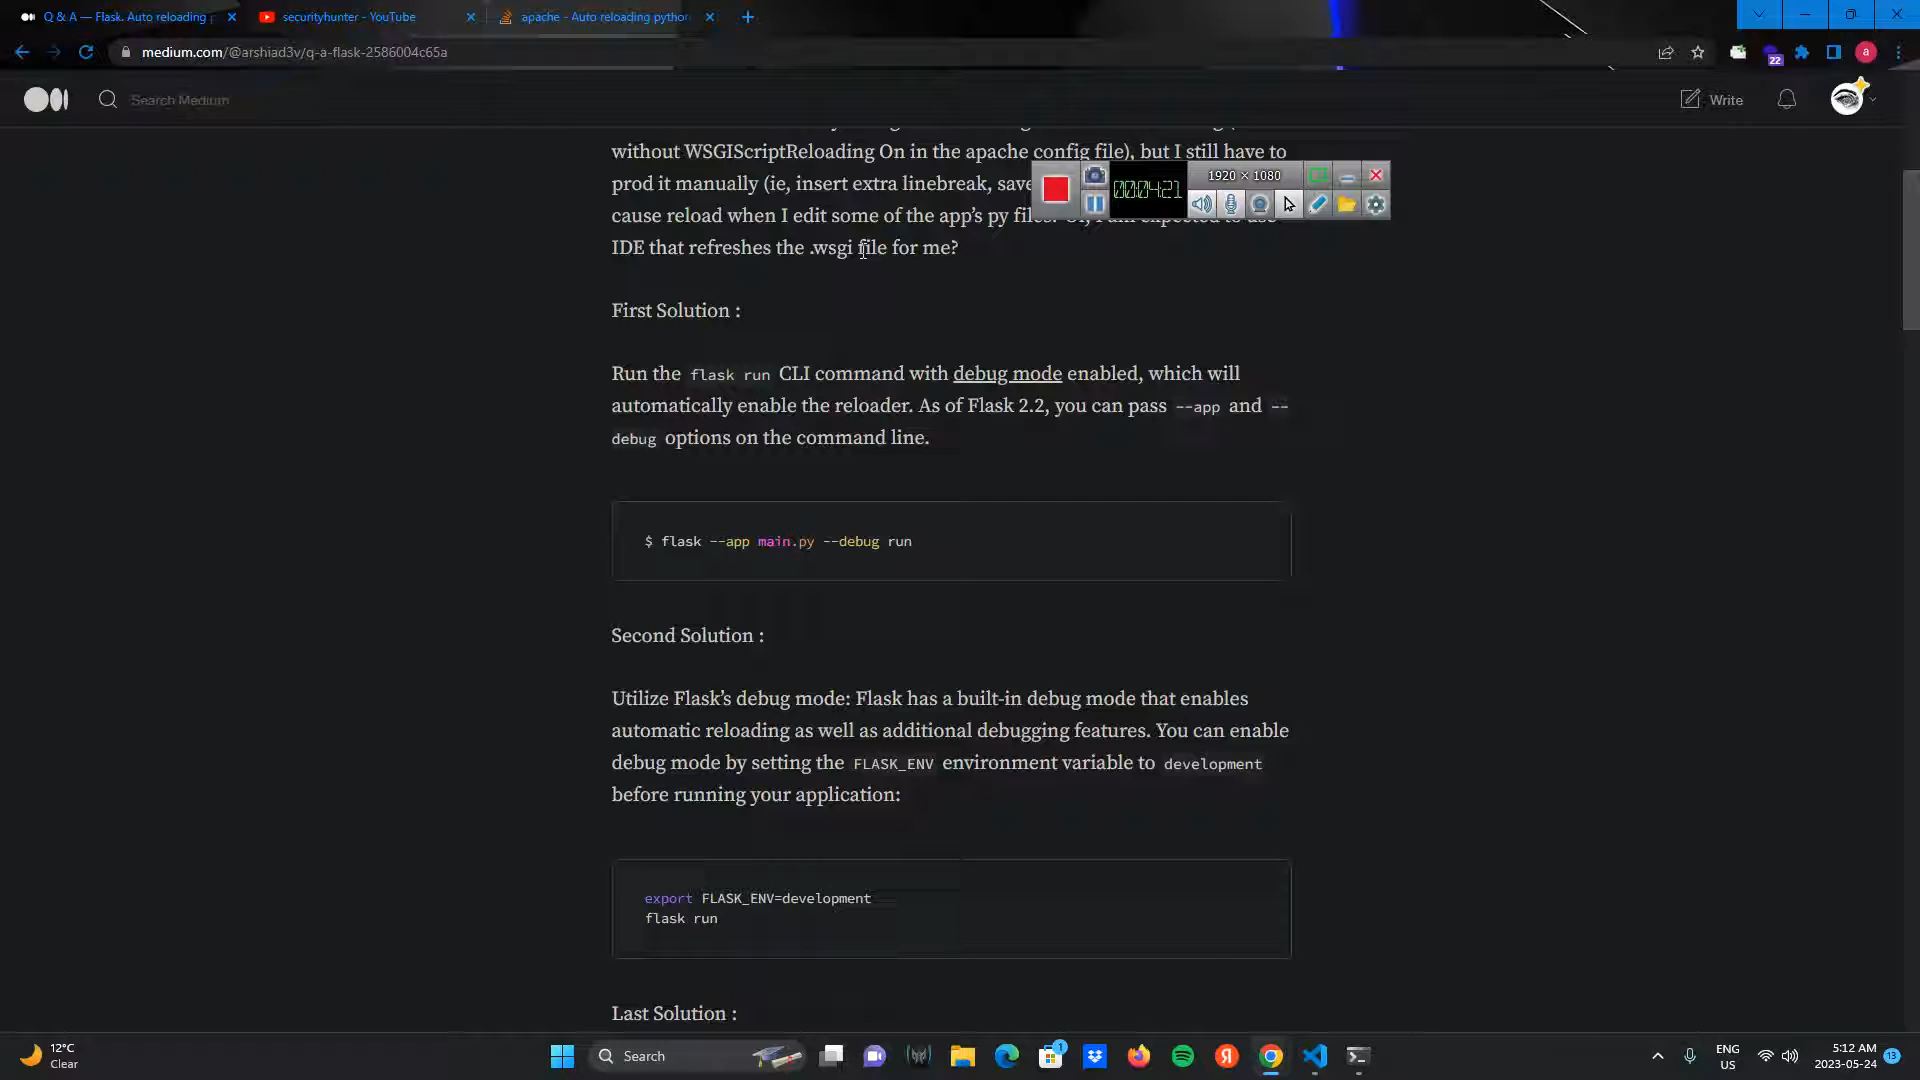 Q & A — Flask. Auto reloading
securityhunter - YouTube
apache - Auto reloading python
medium.com/@arshiad3v/q-a-flask-2586004c65a
22
a
Search Medium
Write
without WSGIScriptReloading On in the apache config file), but I still have to
prod it manually (ie, insert extra linebreak, save
cause reload when I edit some of the app's py files.
IDE that refreshes the .wsgi file for me?
00:04:21
1920 × 1080
First Solution :
Run the flask run CLI command with debug mode enabled, which will
automatically enable the reloader. As of Flask 2.2, you can pass --app and --
debug options on the command line.
$ flask --app main.py --debug run
Second Solution :
Utilize Flask's debug mode: Flask has a built-in debug mode that enables
automatic reloading as well as additional debugging features. You can enable
debug mode by setting the FLASK_ENV environment variable to development
before running your application:
export FLASK_ENV=development
flask run
Last Solution :
12°C
Clear
Search
1
ENG
US
5:12 AM
2023-05-24
13